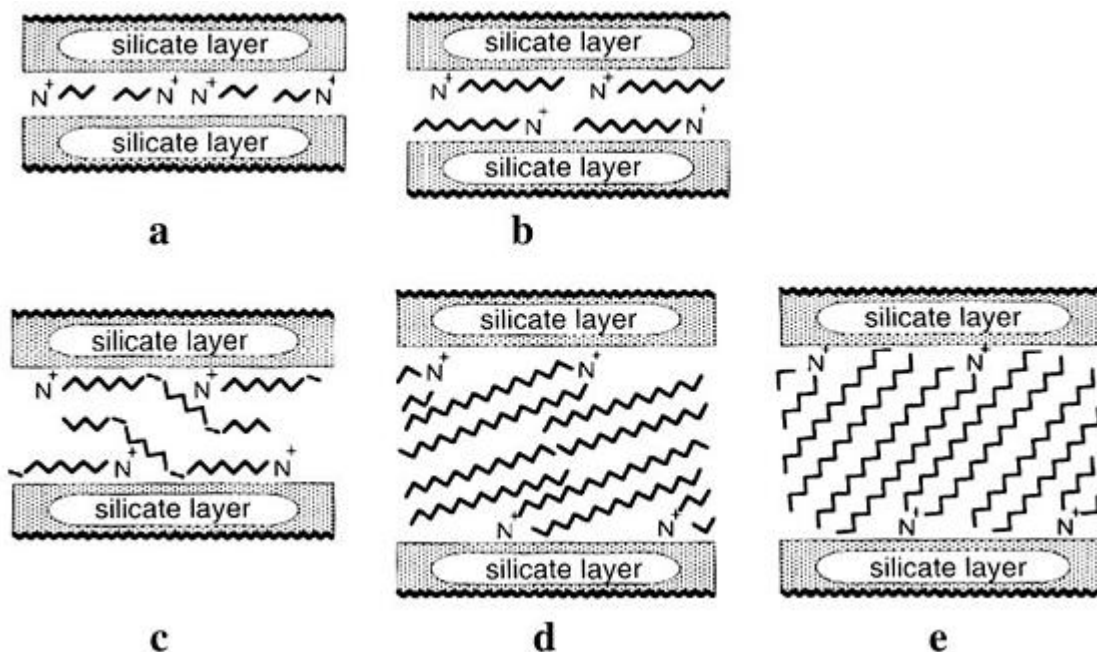 silicate layer silicate layer
N+ N+ N+ N+ N+ N+
N+ N+
silicate layer silicate layer
a b
silicate layer silicate layer silicate layer
N+ N+ N+ N+ N+ N+
N+ N+ N+ N+ N+
silicate layer silicate layer silicate layer
c d e